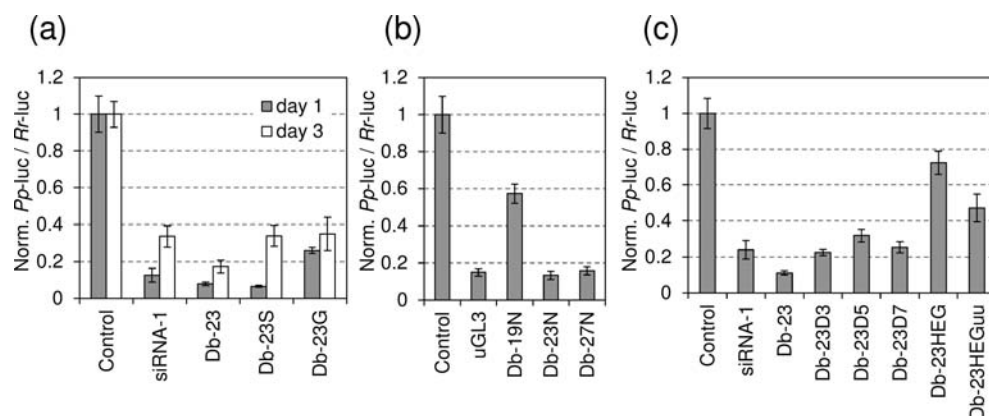 (a)
Norm. Pp-luc / Rr-luc
1.2
1
0.8
0.6
0.4
0.2
0
day 1
day 3
Control
siRNA-1
Db-23
Db-23S
Db-23G
(b)
Norm. Pp-luc / Rr-luc
1.2
1
0.8
0.6
0.4
0.2
0
Control
uGL3
Db-19N
Db-23N
Db-27N
(c)
Norm. Pp-luc / Rr-luc
1.2
1
0.8
0.6
0.4
0.2
0
Control
siRNA-1
Db-23
Db-23D3
Db-23D5
Db-23D7
Db-23HEG
Db-23HEGuu